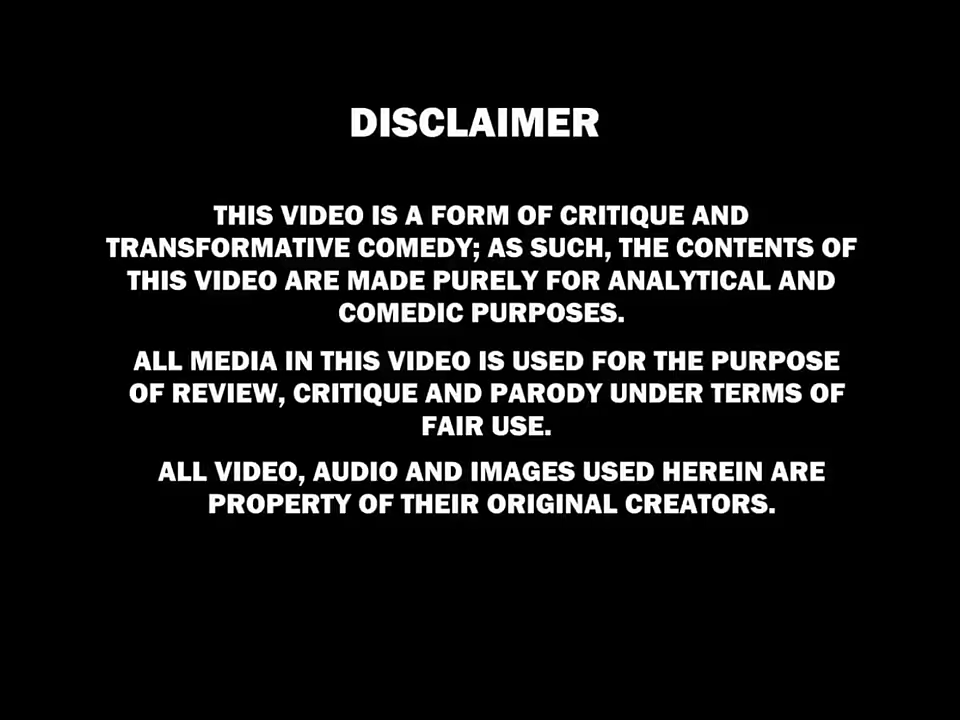 DISCLAIMER
THIS VIDEO IS A FORM OF CRITIQUE AND
TRANSFORMATIVE COMEDY; AS SUCH, THE CONTENTS OF
THIS VIDEO ARE MADE PURELY FOR ANALYTICAL AND
COMEDIC PURPOSES.
ALL MEDIA IN THIS VIDEO IS USED FOR THE PURPOSE
OF REVIEW, CRITIQUE AND PARODY UNDER TERMS OF
FAIR USE.
ALL VIDEO, AUDIO AND IMAGES USED HEREIN ARE
PROPERTY OF THEIR ORIGINAL CREATORS.